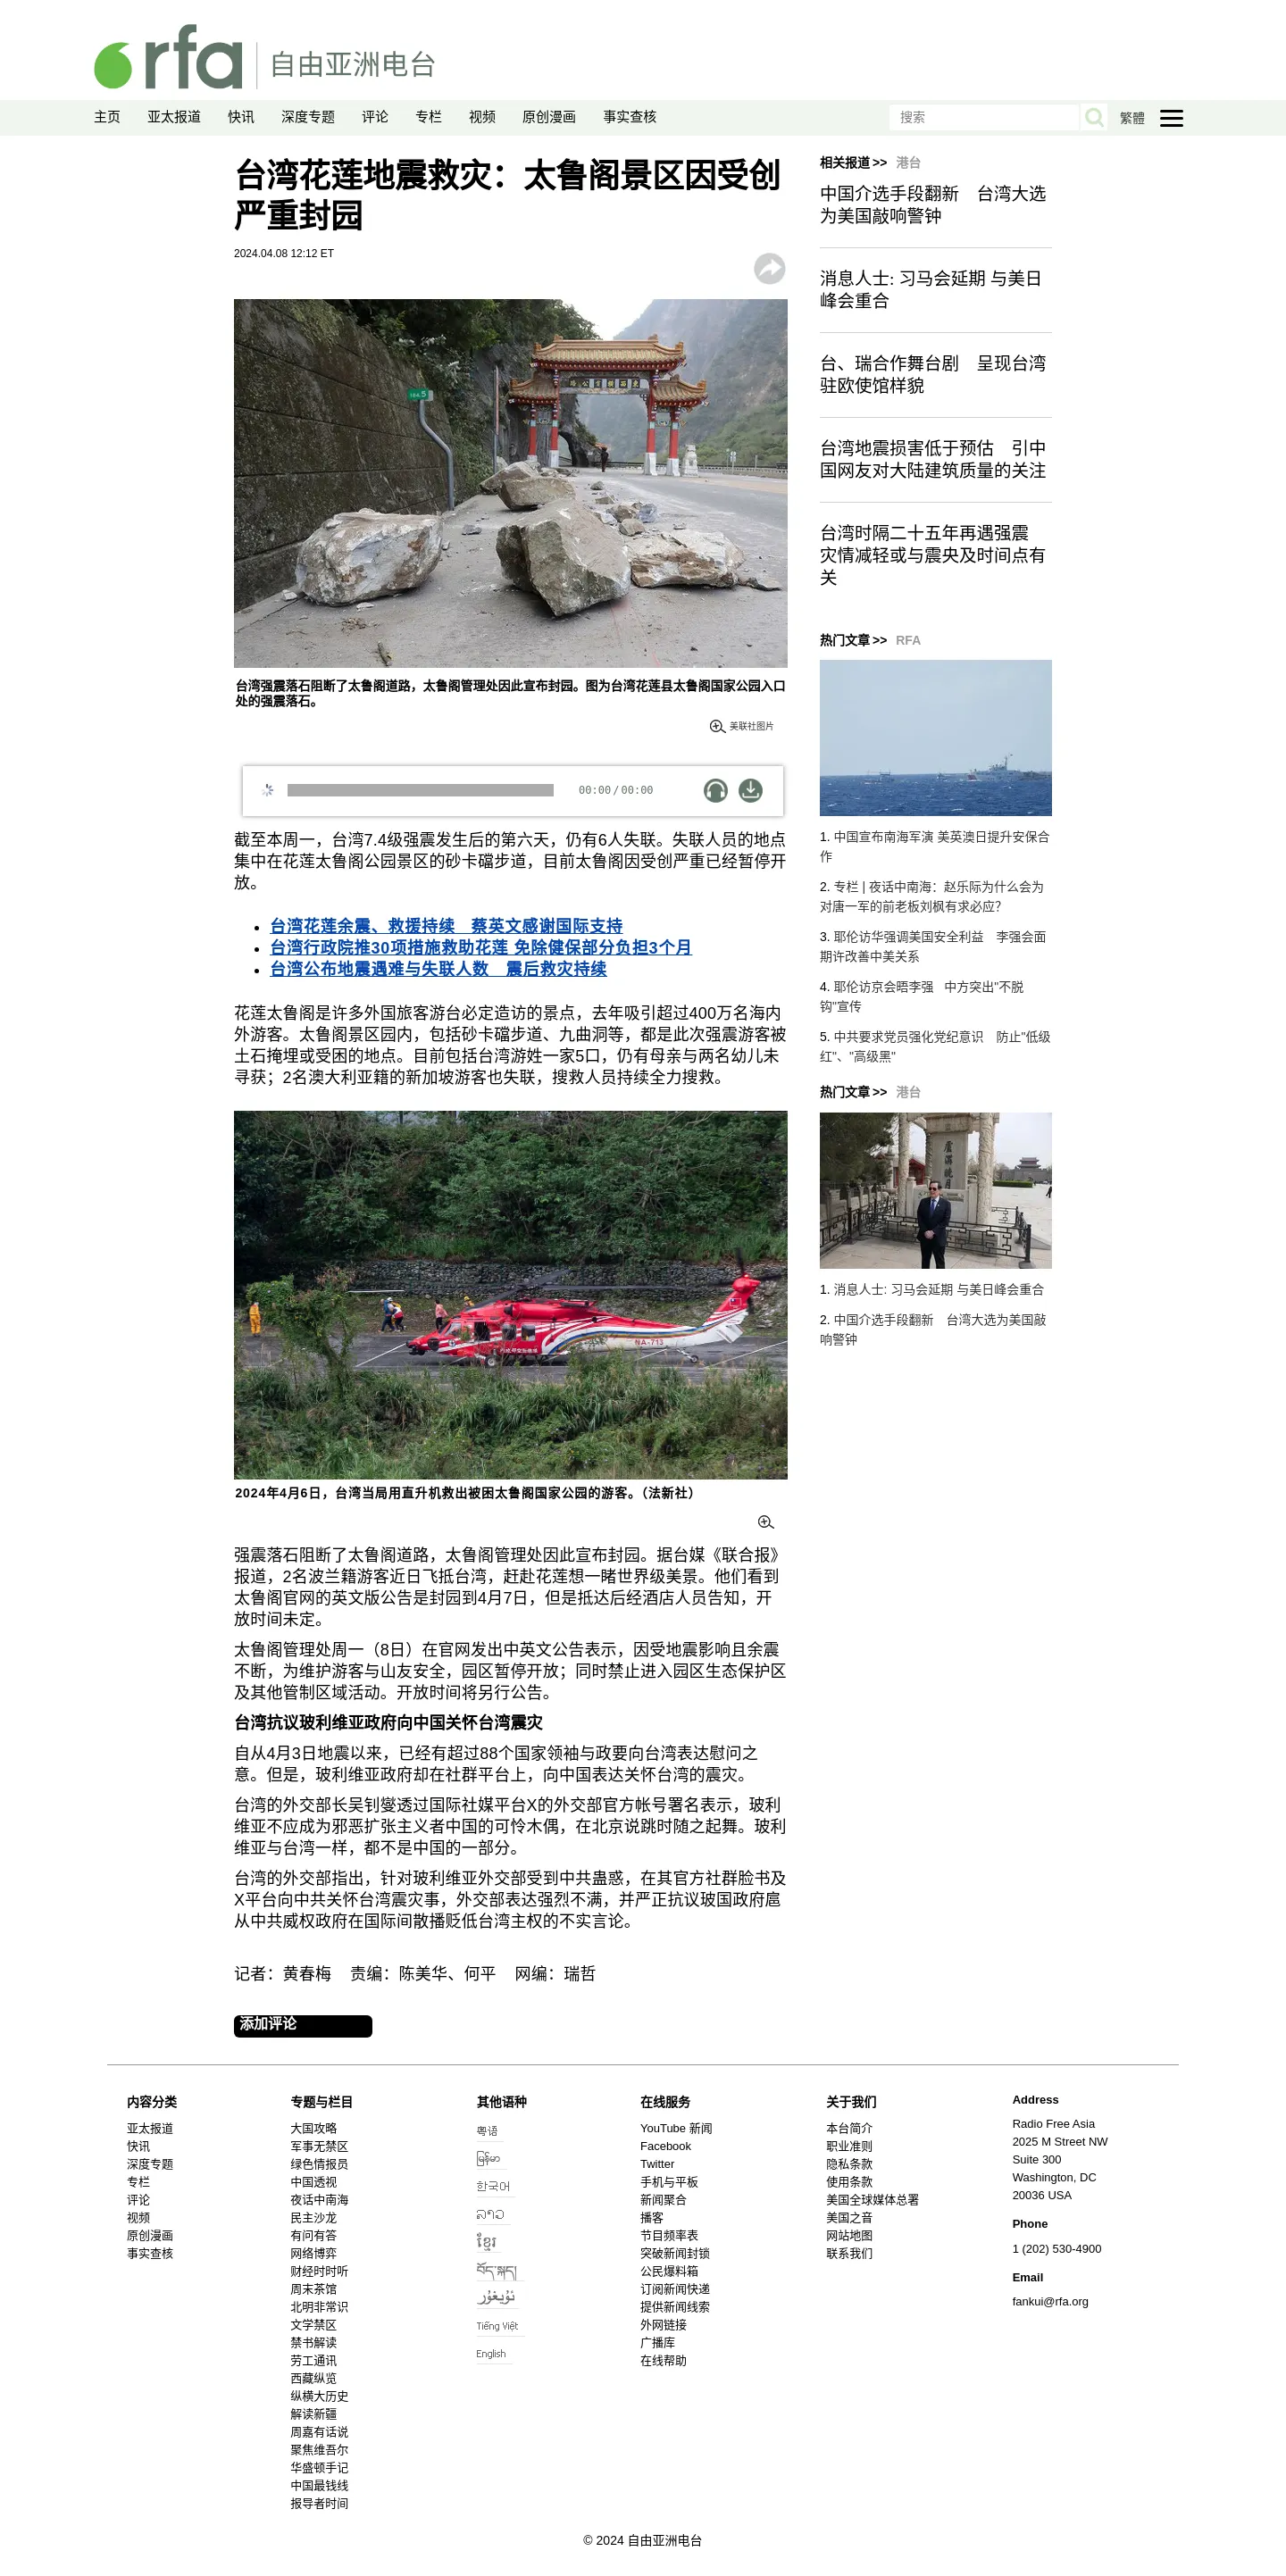 rfa 自由亚洲电台
主页 亚太报道 快讯 深度专题 评论 专栏 视频 原创漫画 事实查核 搜索 繁體
台湾花莲地震救灾：太鲁阁景区因受创
严重封园
2024.04.08 12:12 ET
184.5
台湾强震落石阻断了太鲁阁道路，太鲁阁管理处因此宣布封园。图为台湾花莲县太鲁阁国家公园入口
处的强震落石。
美联社图片
00:00 / 00:00
截至本周一，台湾7.4级强震发生后的第六天，仍有6人失联。失联人员的地点
集中在花莲太鲁阁公园景区的砂卡礑步道，目前太鲁阁因受创严重已经暂停开
放。
台湾花莲余震、救援持续　蔡英文感谢国际支持
台湾行政院推30项措施救助花莲 免除健保部分负担3个月
台湾公布地震遇难与失联人数　震后救灾持续
花莲太鲁阁是许多外国旅客游台必定造访的景点，去年吸引超过400万名海内
外游客。太鲁阁景区园内，包括砂卡礑步道、九曲洞等，都是此次强震游客被
土石掩埋或受困的地点。目前包括台湾游姓一家5口，仍有母亲与两名幼儿未
寻获；2名澳大利亚籍的新加坡游客也失联，搜救人员持续全力搜救。
NA-713
2024年4月6日，台湾当局用直升机救出被困太鲁阁国家公园的游客。（法新社）
强震落石阻断了太鲁阁道路，太鲁阁管理处因此宣布封园。据台媒《联合报》
报道，2名波兰籍游客近日飞抵台湾，赶赴花莲想一睹世界级美景。他们看到
太鲁阁官网的英文版公告是封园到4月7日，但是抵达后经酒店人员告知，开
放时间未定。
太鲁阁管理处周一（8日）在官网发出中英文公告表示，因受地震影响且余震
不断，为维护游客与山友安全，园区暂停开放；同时禁止进入园区生态保护区
及其他管制区域活动。开放时间将另行公告。
台湾抗议玻利维亚政府向中国关怀台湾震灾
自从4月3日地震以来，已经有超过88个国家领袖与政要向台湾表达慰问之
意。但是，玻利维亚政府却在社群平台上，向中国表达关怀台湾的震灾。
台湾的外交部长吴钊燮透过国际社媒平台X的外交部官方帐号署名表示，玻利
维亚不应成为邪恶扩张主义者中国的可怜木偶，在北京说跳时随之起舞。玻利
维亚与台湾一样，都不是中国的一部分。
台湾的外交部指出，针对玻利维亚外交部受到中共蛊惑，在其官方社群脸书及
X平台向中共关怀台湾震灾事，外交部表达强烈不满，并严正抗议玻国政府扈
从中共威权政府在国际间散播贬低台湾主权的不实言论。
记者：黄春梅　责编：陈美华、何平　网编：瑞哲
添加评论
相关报道 >> 港台
中国介选手段翻新　台湾大选
为美国敲响警钟
消息人士: 习马会延期 与美日
峰会重合
台、瑞合作舞台剧　呈现台湾
驻欧使馆样貌
台湾地震损害低于预估　引中
国网友对大陆建筑质量的关注
台湾时隔二十五年再遇强震
灾情减轻或与震央及时间点有
关
热门文章 >> RFA
1. 中国宣布南海军演 美英澳日提升安保合
作
2. 专栏 | 夜话中南海：赵乐际为什么会为
对唐一军的前老板刘枫有求必应？
3. 耶伦访华强调美国安全利益　李强会面
期许改善中美关系
4. 耶伦访京会晤李强　中方突出"不脱
钩"宣传
5. 中共要求党员强化党纪意识　防止"低级
红"、"高级黑"
热门文章 >> 港台
1. 消息人士: 习马会延期 与美日峰会重合
2. 中国介选手段翻新　台湾大选为美国敲
响警钟
内容分类
亚太报道
快讯
深度专题
专栏
评论
视频
原创漫画
事实查核
专题与栏目
大国攻略
军事无禁区
绿色情报员
中国透视
夜话中南海
民主沙龙
有问有答
网络博弈
财经时时听
周末茶馆
北明非常识
文学禁区
禁书解读
劳工通讯
西藏纵览
纵横大历史
解读新疆
周嘉有话说
聚焦维吾尔
华盛顿手记
中国最钱线
报导者时间
其他语种
粤语
မြန်မာ
한국어
ລາວ
ខ្មែរ
བོད་སྐད།
ئۇيغۇر
Tiếng Việt
English
在线服务
YouTube 新闻
Facebook
Twitter
手机与平板
新闻聚合
播客
节目频率表
突破新闻封锁
公民爆料箱
订阅新闻快递
提供新闻线索
外网链接
广播库
在线帮助
关于我们
本台简介
职业准则
隐私条款
使用条款
美国全球媒体总署
美国之音
网站地图
联系我们
Address
Radio Free Asia
2025 M Street NW
Suite 300
Washington, DC
20036 USA
Phone
1 (202) 530-4900
Email
fankui@rfa.org
© 2024 自由亚洲电台